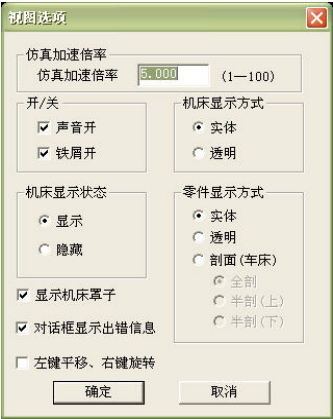 视图选项
仿真加速倍率
仿真加速倍率 5.000 (1—100)
开/关
声音开
铁屑开
机床显示方式
实体
透明
机床显示状态
显示
隐藏
零件显示方式
实体
透明
剖面(车床)
全剖
半剖(上)
半剖(下)
显示机床罩子
对话框显示出错信息
左键平移、右键旋转
确定 取消